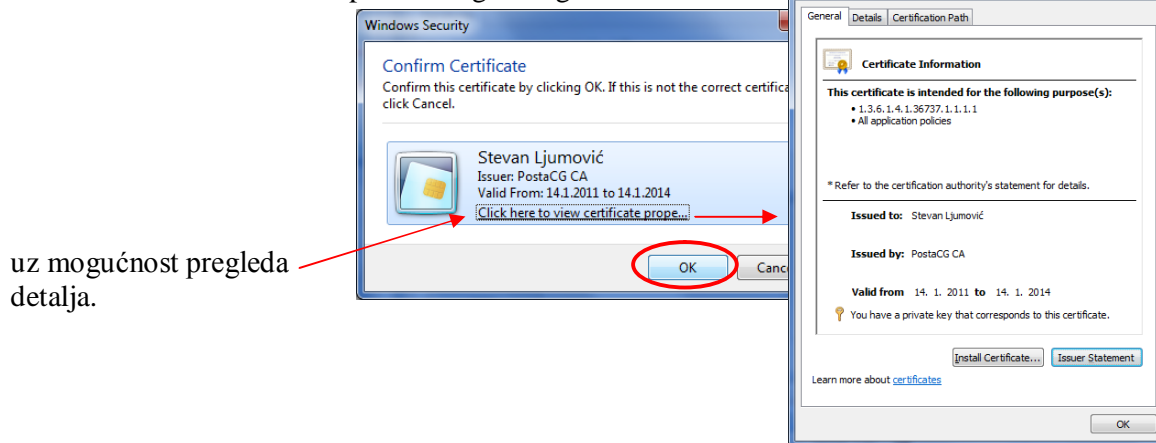 Windows Security
Confirm Certificate
Confirm this certificate by clicking OK. If this is not the correct
click Cancel.
Stevan Ljumović
Issuer: PostaCG CA
Valid From: 14.1.2011 to 14.1.2014
Click here to view certificate prope...
OK
uz mogućnost pregleda
detalja.
General Details Certification Path
Certificate Information
This certificate is intended for the following purpose(s):
• 1.3.6.1.4.1.36737.1.1.1.1
• All application policies
* Refer to the certification authority's statement for details.
Issued to: Stevan Ljumović
Issued by: PostaCG CA
Valid from 14. 1. 2011 to 14. 1. 2014
You have a private key that corresponds to this certificate.
Install Certificate... Issuer Statement
Learn more about certificates
OK